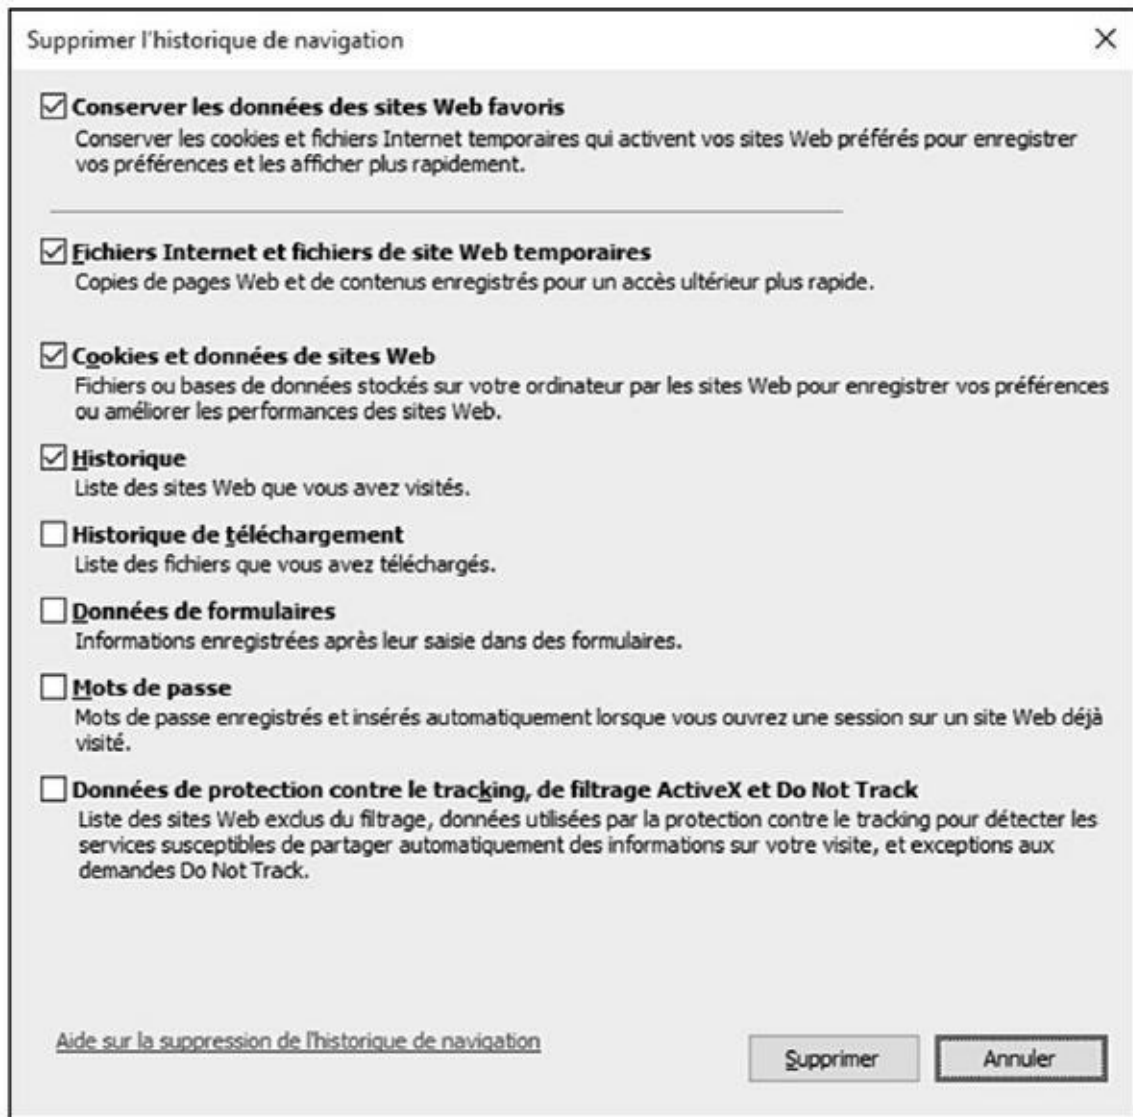 Supprimer l'historique de navigation
Conserver les données des sites Web favoris
Conserver les cookies et fichiers Internet temporaires qui activent vos sites Web préférés pour enregistrer
vos préférences et les afficher plus rapidement.
Fichiers Internet et fichiers de site Web temporaires
Copies de pages Web et de contenus enregistrés pour un accès ultérieur plus rapide.
Cookies et données de sites Web
Fichiers ou bases de données stockés sur votre ordinateur par les sites Web pour enregistrer vos préférences
ou améliorer les performances des sites Web.
Historique
Liste des sites Web que vous avez visités.
Historique de téléchargement
Liste des fichiers que vous avez téléchargés.
Données de formulaires
Informations enregistrées après leur saisie dans des formulaires.
Mots de passe
Mots de passe enregistrés et insérés automatiquement lorsque vous ouvrez une session sur un site Web déjà
visité.
Données de protection contre le tracking, de filtrage ActiveX et Do Not Track
Liste des sites Web exclus du filtrage, données utilisées par la protection contre le tracking pour détecter les
services susceptibles de partager automatiquement des informations sur votre visite, et exceptions aux
demandes Do Not Track.
Aide sur la suppression de l'historique de navigation
Supprimer
Annuler